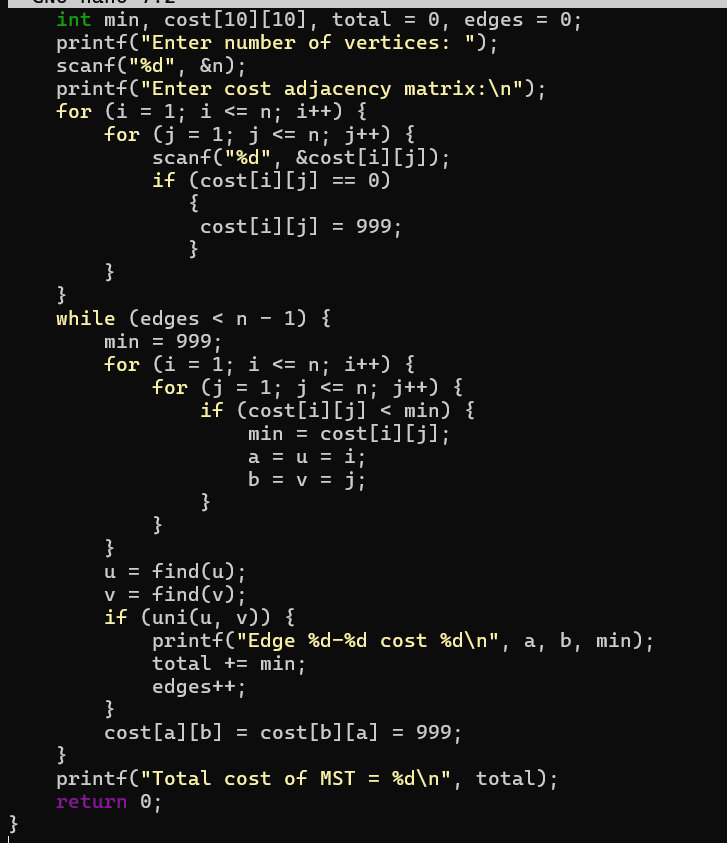 int min, cost[10][10], total = 0, edges = 0;
    printf("Enter number of vertices: ");
    scanf("%d", &n);
    printf("Enter cost adjacency matrix:\n");
    for (i = 1; i <= n; i++) {
        for (j = 1; j <= n; j++) {
            scanf("%d", &cost[i][j]);
            if (cost[i][j] == 0)
               {
                cost[i][j] = 999;
               }
        }
    }
    while (edges < n - 1) {
        min = 999;
        for (i = 1; i <= n; i++) {
            for (j = 1; j <= n; j++) {
                if (cost[i][j] < min) {
                    min = cost[i][j];
                    a = u = i;
                    b = v = j;
                }
            }
        }
        u = find(u);
        v = find(v);
        if (uni(u, v)) {
            printf("Edge %d-%d cost %d\n", a, b, min);
            total += min;
            edges++;
        }
        cost[a][b] = cost[b][a] = 999;
    }
    printf("Total cost of MST = %d\n", total);
    return 0;
}